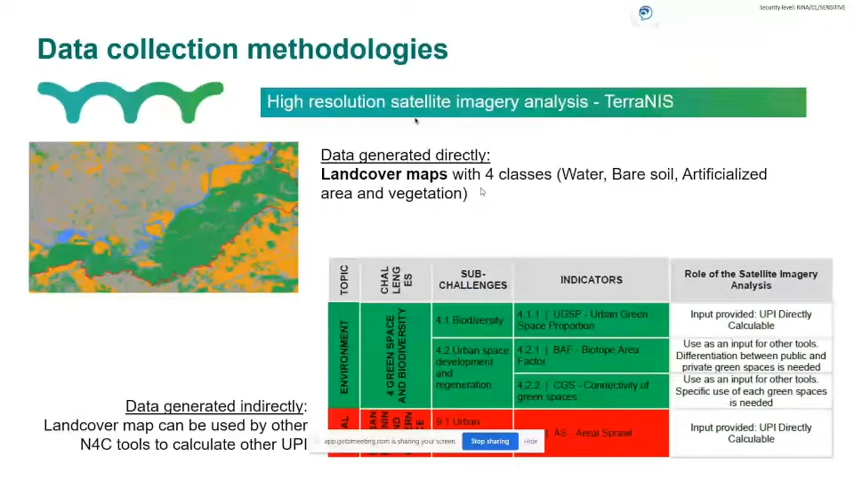 Security level: RINA/CL/SENSITIVE
Data collection methodologies
High resolution satellite imagery analysis - TerraNIS
Data generated directly:
Landcover maps with 4 classes (Water, Bare soil, Artificialized
area and vegetation)
TOPIC
CHAL
LENG
ES
SUB-
CHALLENGES
INDICATORS
Role of the Satellite Imagery
Analysis
ENVIRONMENT
4 GREEN SPACE
AND BIODIVERSITY
4.1 Biodiversity
4.1.1 | UGSP - Urban Green
Space Proportion
Input provided: UPI Directly
Calculable
4.2 Urban space
development
and
regeneration
4.2.1 | BAF - Biotope Area
Factor
Use as an input for other tools.
Differentiation between public and
private green spaces is needed
4.2.2 | CGS - Connectivity of
green spaces
Use as an input for other tools.
Specific use of each green spaces
is needed
9.1 Urban
AS - Areal Sprawl
Input provided: UPI Directly
Calculable
Data generated indirectly:
Landcover map can be used by other
N4C tools to calculate other UPI
app.gotomeeting.com is sharing your screen.
Stop sharing
Hide